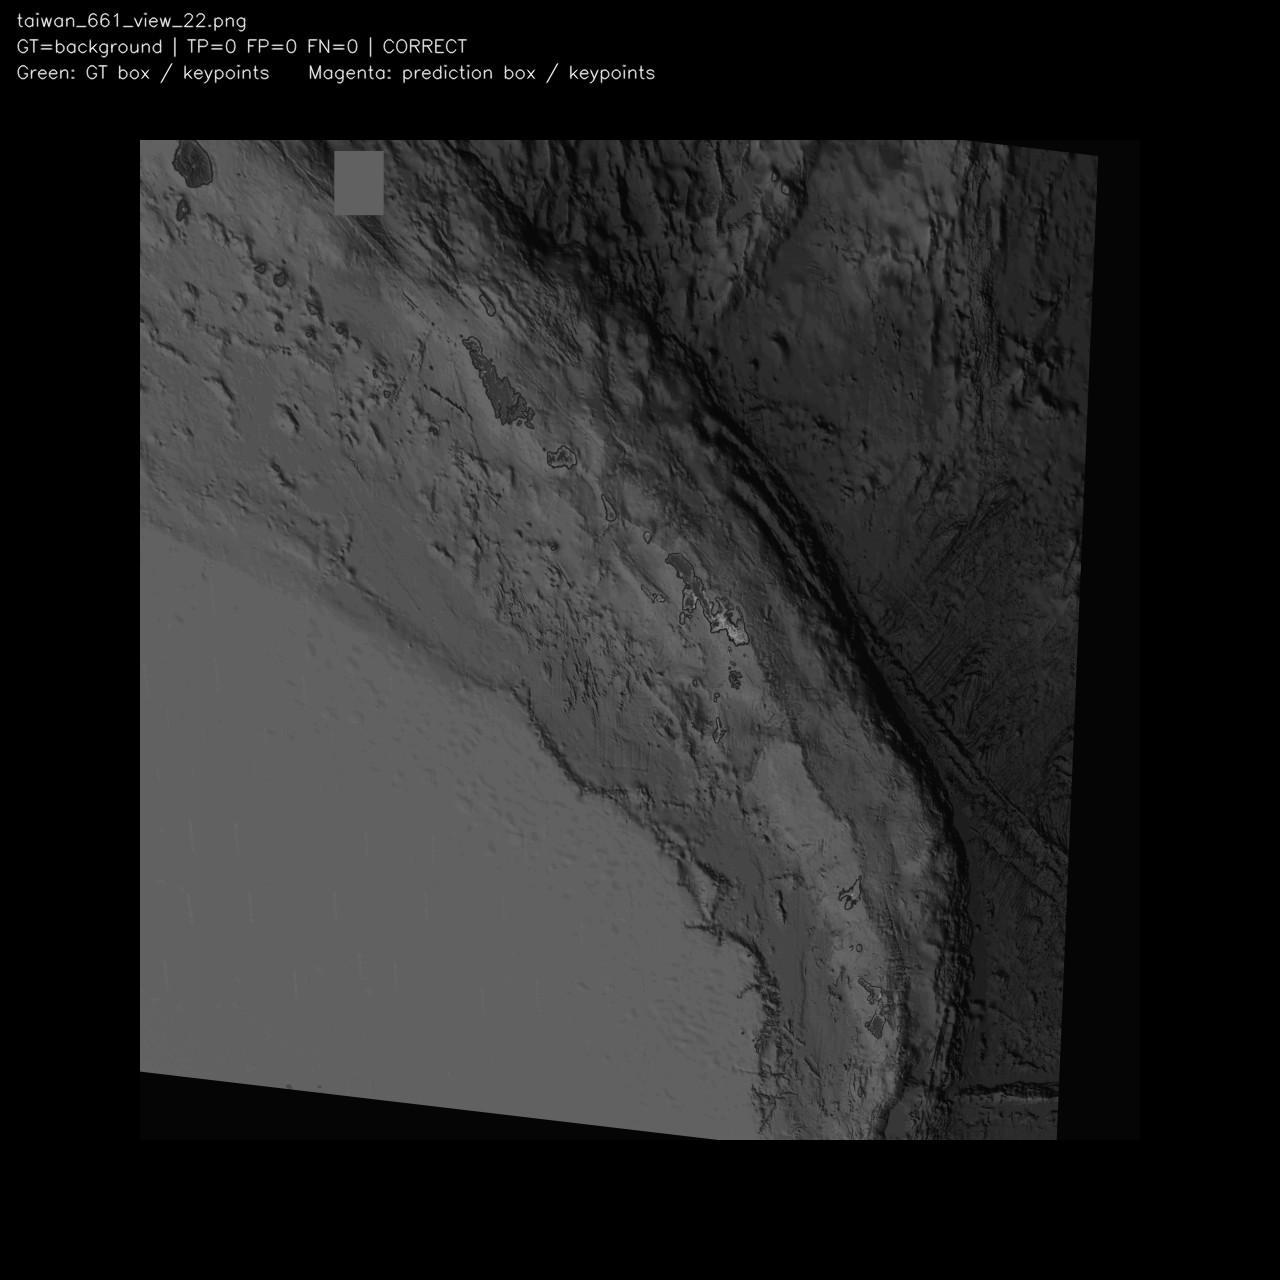 taiwan_661_view_22.png
GT=background | TP=0 FP=0 FN=0 | CORRECT
Green: GT box / keypoints    Magenta: prediction box / keypoints